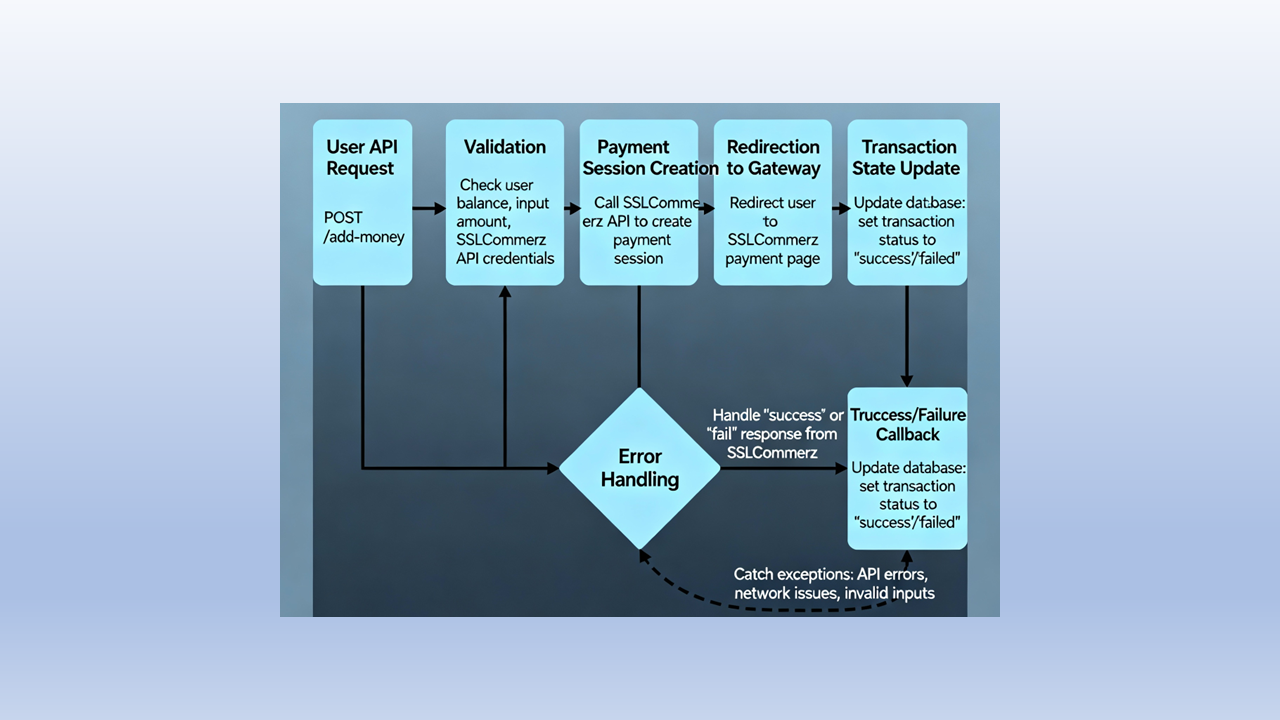 User API
Request
POST
/add-money
Validation
Check user
balance, input
amount,
SSLCommerz
API credentials
Payment
Session Creation
Call SSLComme
erz API to create
payment
session
Redirection
to Gateway
Redirect user
to
SSLCommerz
payment page
Transaction
State Update
Update database:
set transaction
status to
“success’/‘failed”
Error
Handling
Handle “success” or
“fail” response from
SSLCommerz
Truccess/Failure
Callback
Update database:
set transaction
status to
“success’/‘failed”
Catch exceptions: API errors,
network issues, invalid inputs